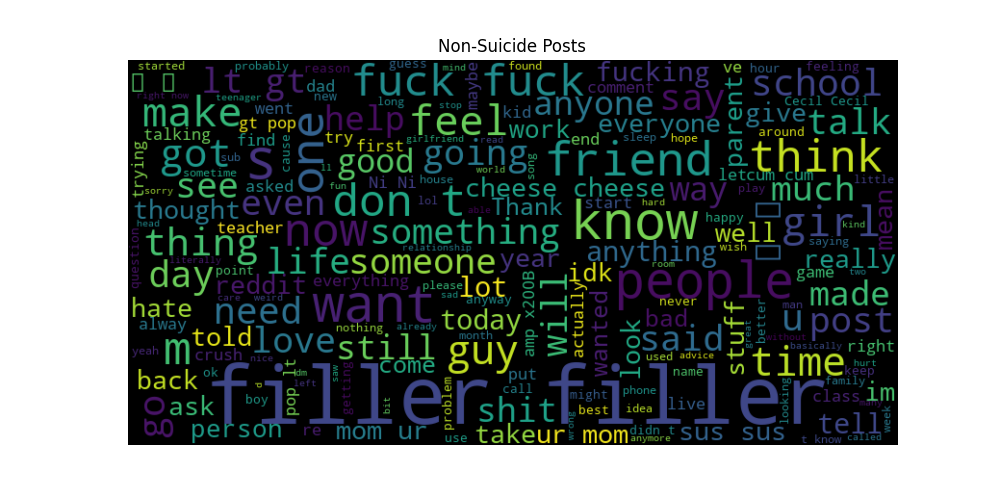 Non-Suicide Posts
started probably reason guess mind found ve hour feeling
lt gt dad fuck fuck fucking school
right now teenager new long stop maybe kid comment Cecil Cecil
make went help feel anyone say give talk
talking gt pop one try work everyone parent around
trying find cause first girlfriend read end sleep hope
got sub s ll good going song friend think
see sometime asked fun Ni Ni house world way letcum cum much little
sorry even don t lol cheese cheese start hard play
thought able Thank know happy girl kind mean
head teacher now something well saying
question thing relationship anything wish really
literally life someone year room idk game two
day point reddit everything please lot people made
care weird want sad anyway amp x200B will actually never man
hate need today wanted bad stuff better u post
alway told love nothing already month look said great without
m still guy time basically right
yeah crush nice come used advice hurt keep
back ok d saw put name family
filler filler
boy pop lt idm left getting call might phone class im
go ask bit problem shit best idea live looking many
person re mom ur use takeur mom wrong didn t sus sus tell week
anymore t know called